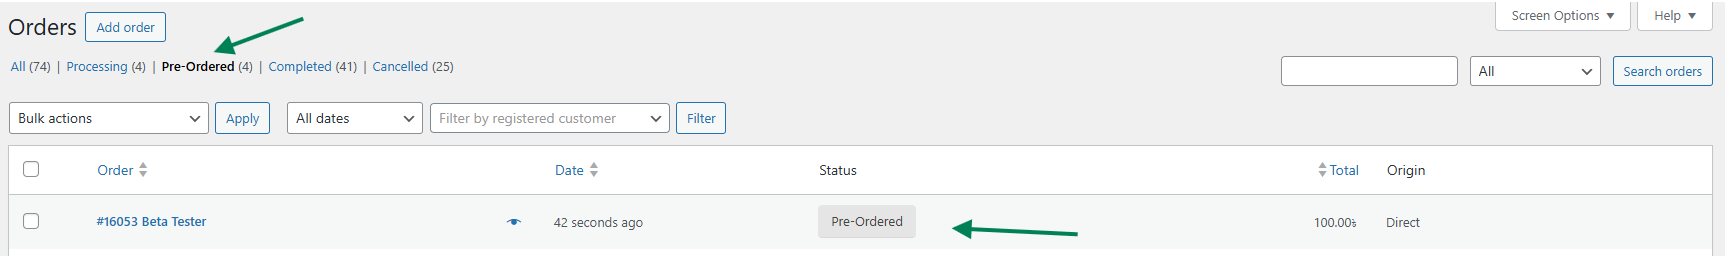 Orders Add order Screen Options ▼ Help ▼
All (74) | Processing (4) | Pre-Ordered (4) | Completed (41) | Cancelled (25) All Search orders
Bulk actions Apply All dates Filter by registered customer Filter
Order Date Status Total Origin
#16053 Beta Tester 42 seconds ago Pre-Ordered 100.00৳ Direct